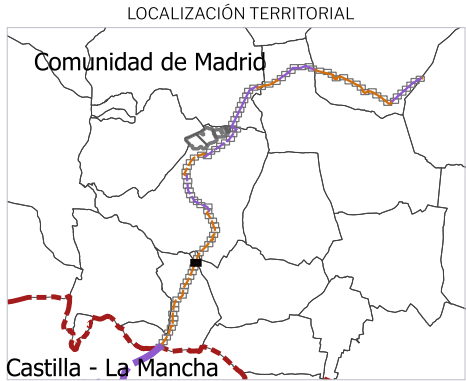 LOCALIZACIÓN TERRITORIAL
Comunidad de Madrid
Castilla - La Mancha